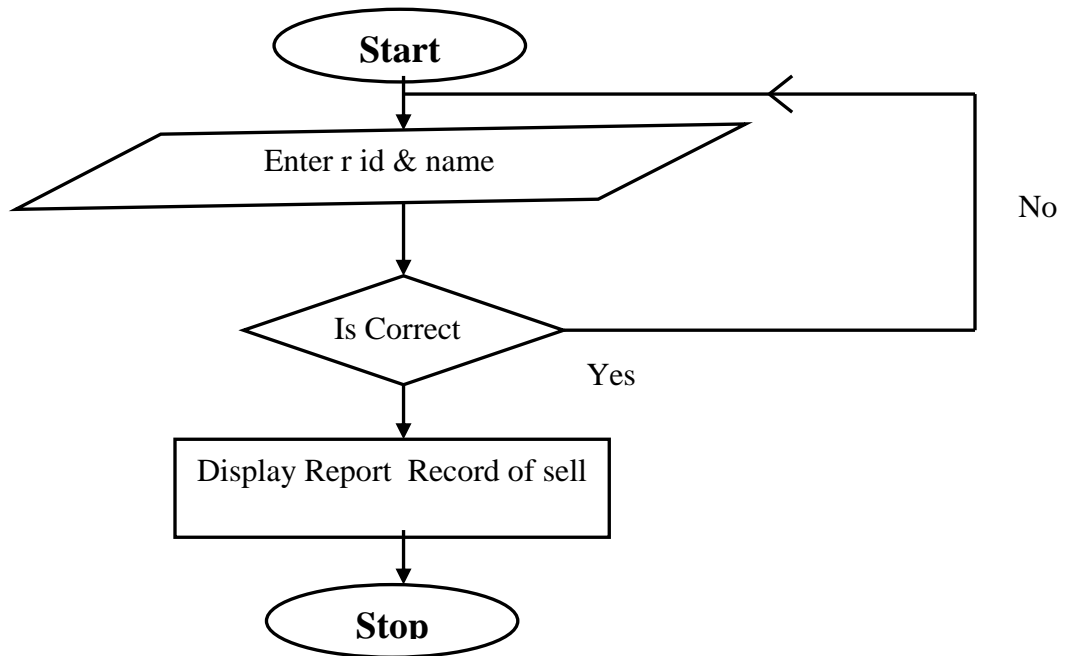 Start
Enter r id & name
No
Is Correct
Yes
Display Report  Record of sell
Stop